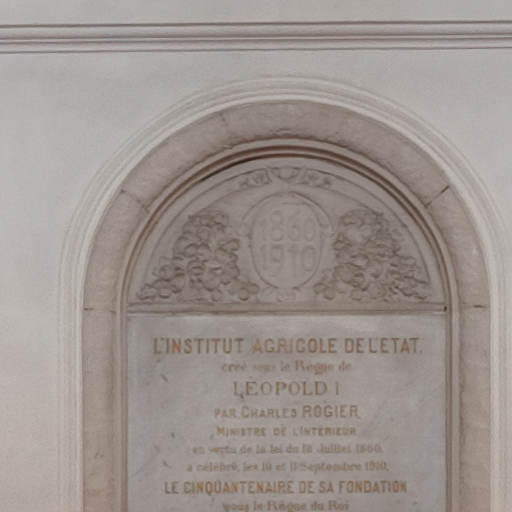 1860
1910
L'INSTITUT AGRICOLE DE L'ETAT,
créé sous le Règne de
LÉOPOLD I
PAR CHARLES ROGIER,
MINISTRE DE L'INTÉRIEUR
en vertu de la loi du 18 Juillet 1860,
a célébré, les 10 et 11 Septembre 1910,
LE CINQUANTENAIRE DE SA FONDATION
sous le Règne du Roi